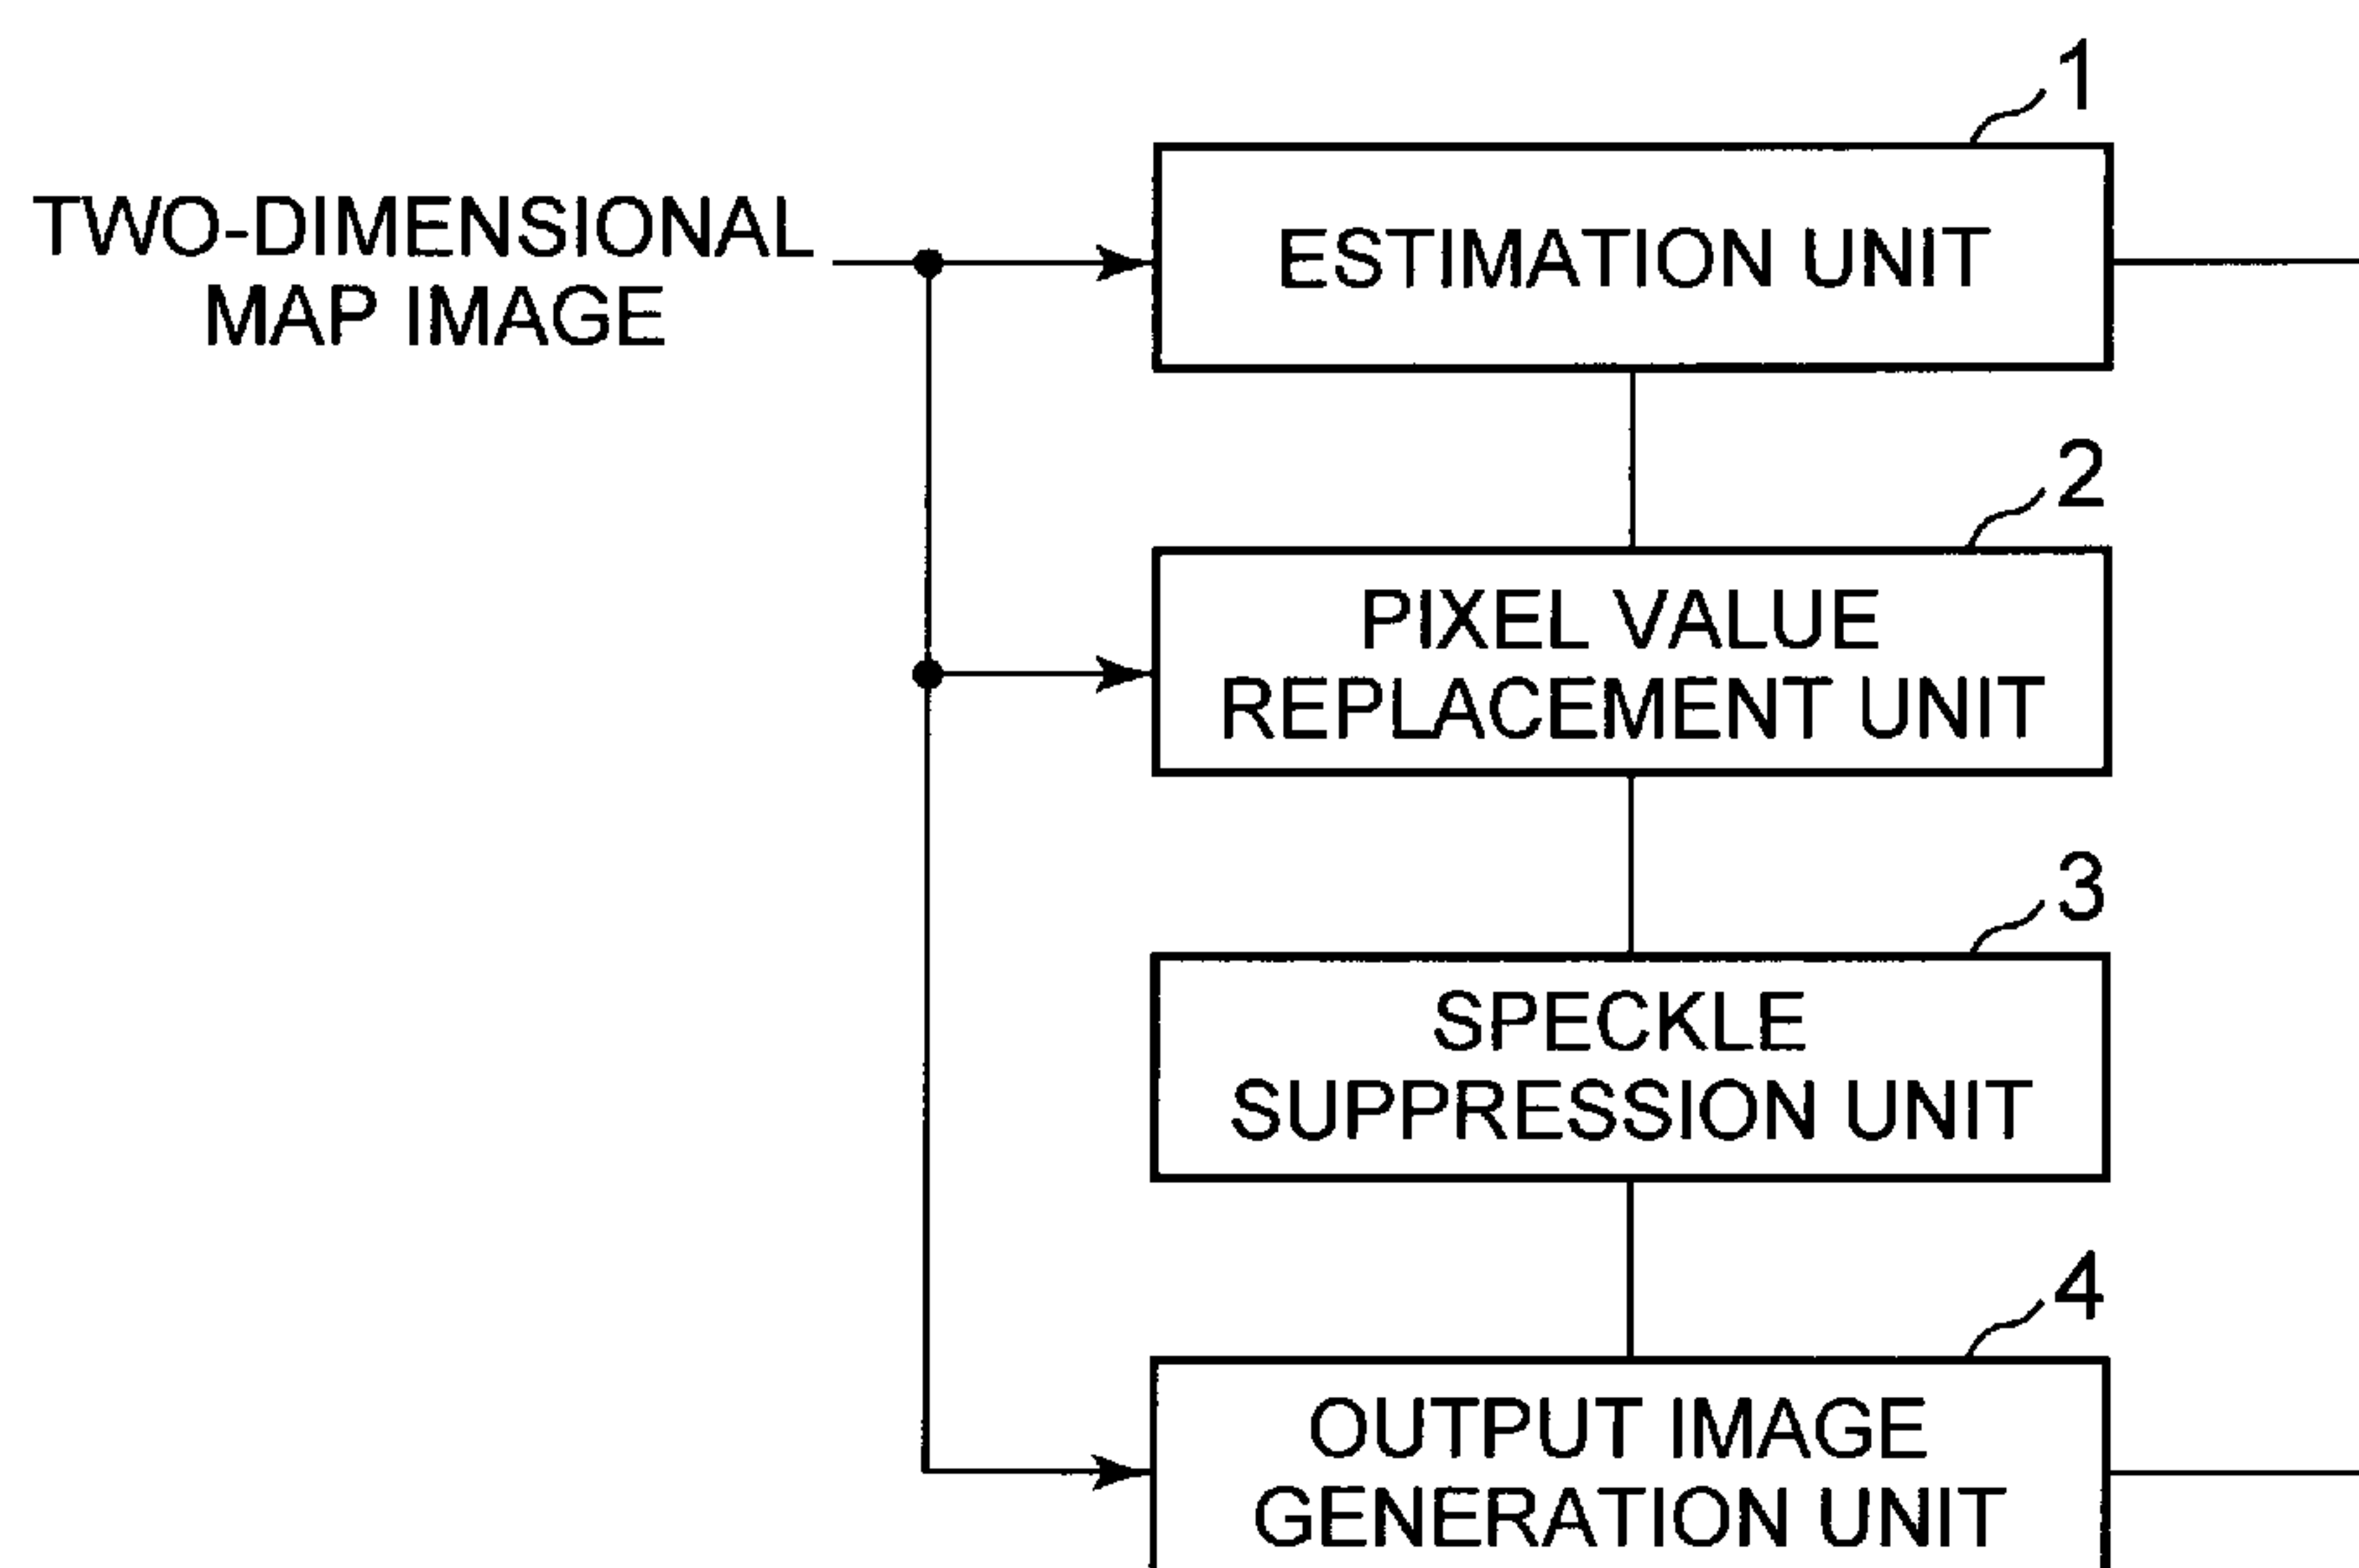 1
TWO-DIMENSIONAL
MAP IMAGE
ESTIMATION UNIT
2
PIXEL VALUE
REPLACEMENT UNIT
3
SPECKLE
SUPPRESSION UNIT
4
OUTPUT IMAGE
GENERATION UNIT